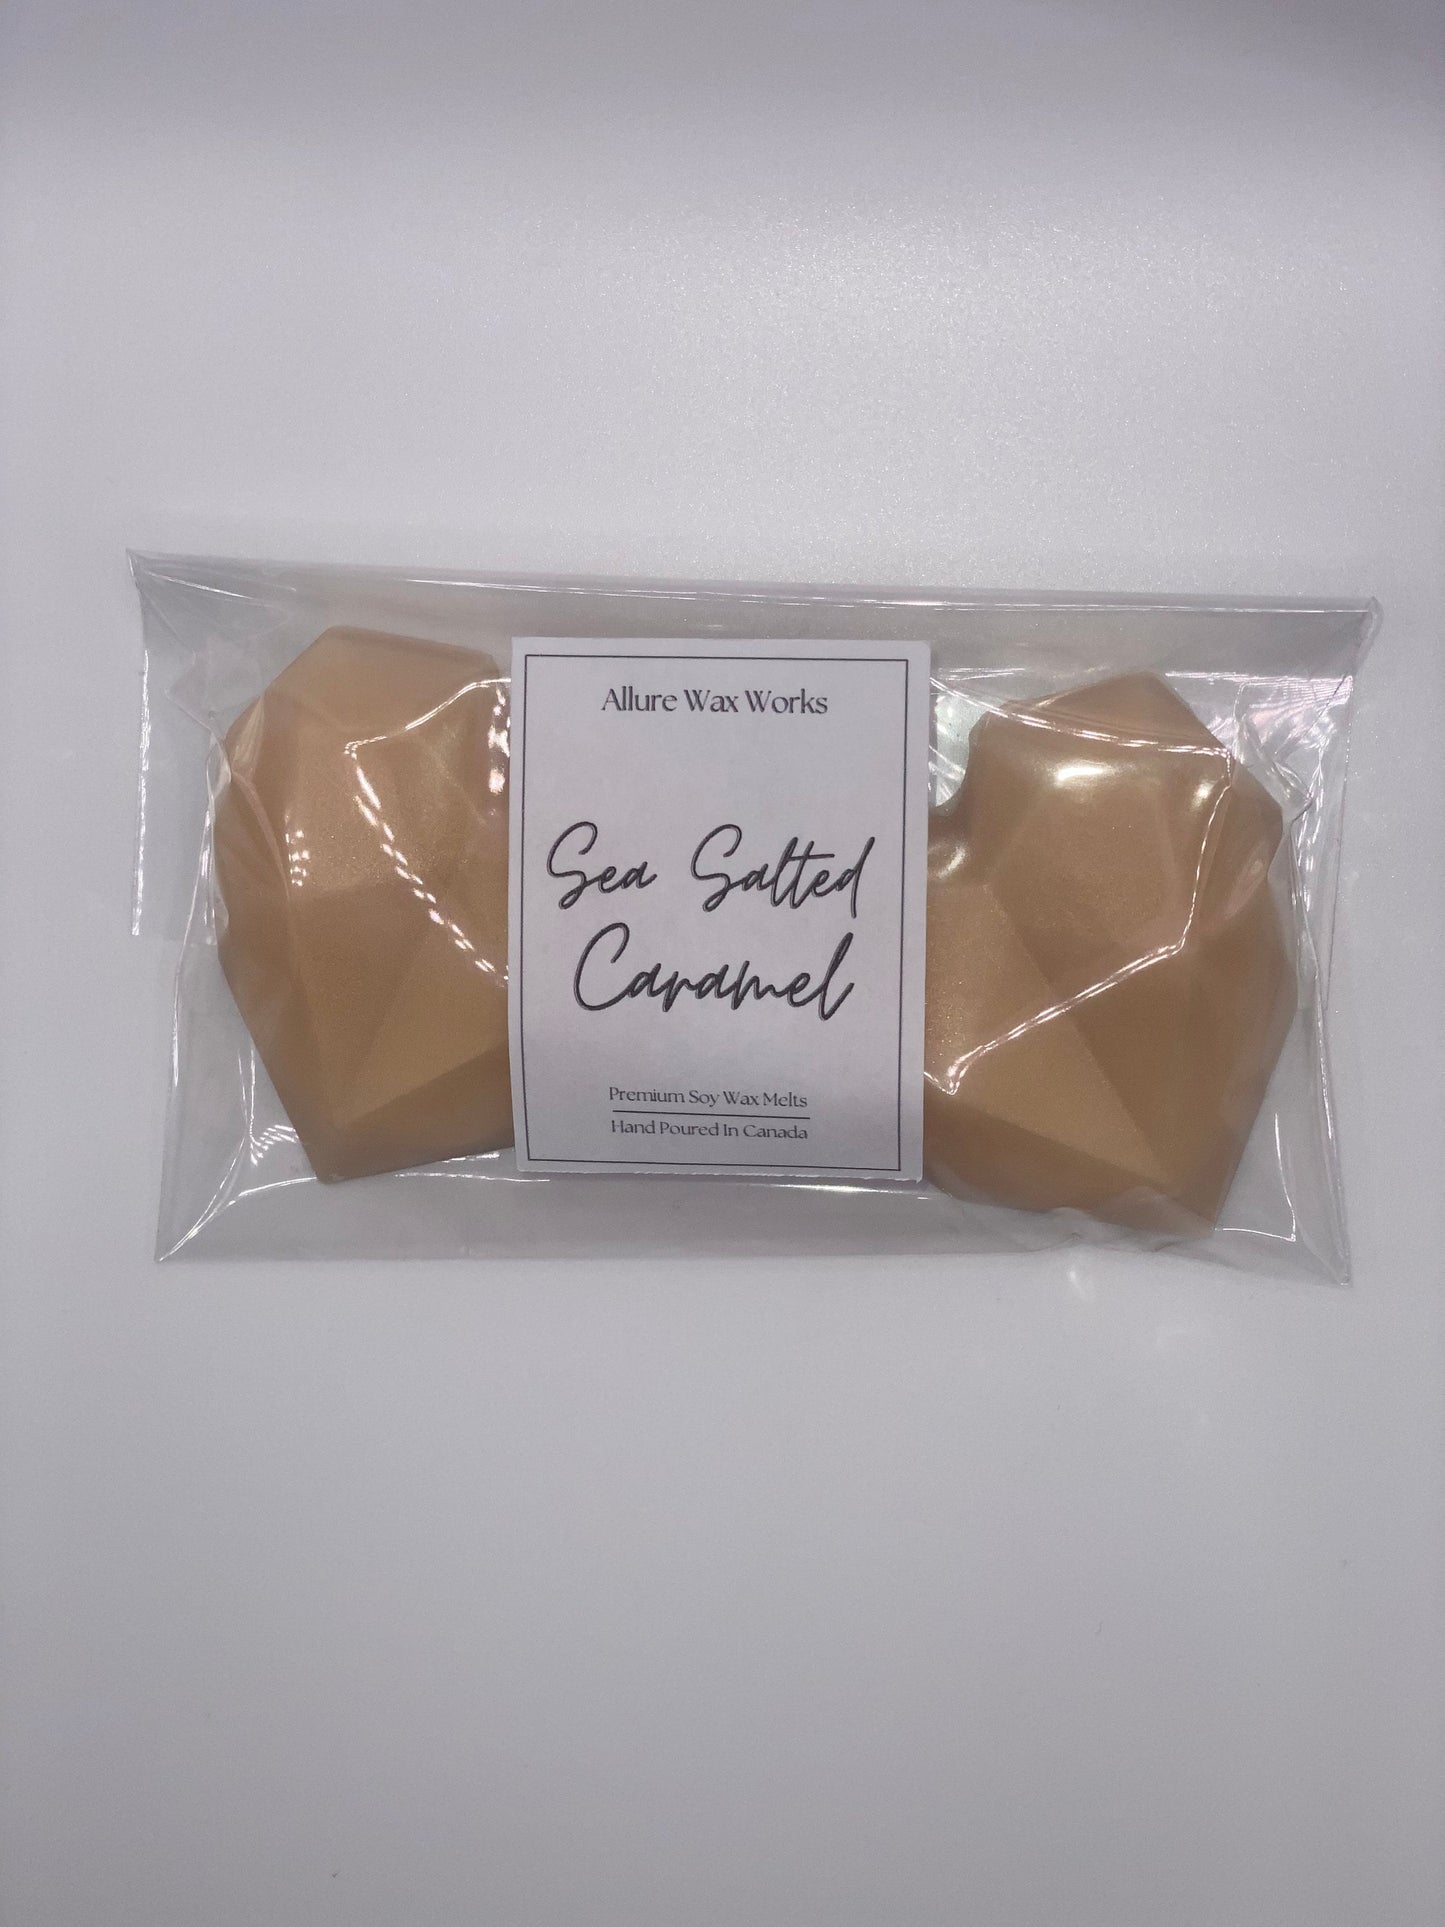 Allure Wax Works
Sea Salted
Caramel
Premium Soy Wax Melts
Hand Poured In Canada